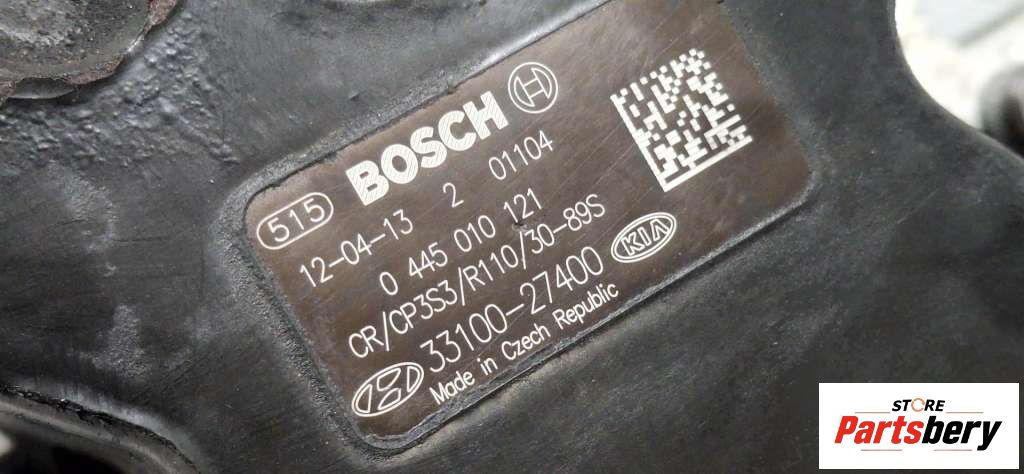 515 BOSCH
12-04-13 2 01104
0 445 010 121
CR/CP3S3/R110/30-89S
33100-27400 KIA
Made in Czech Republic
STORE
Partsbery